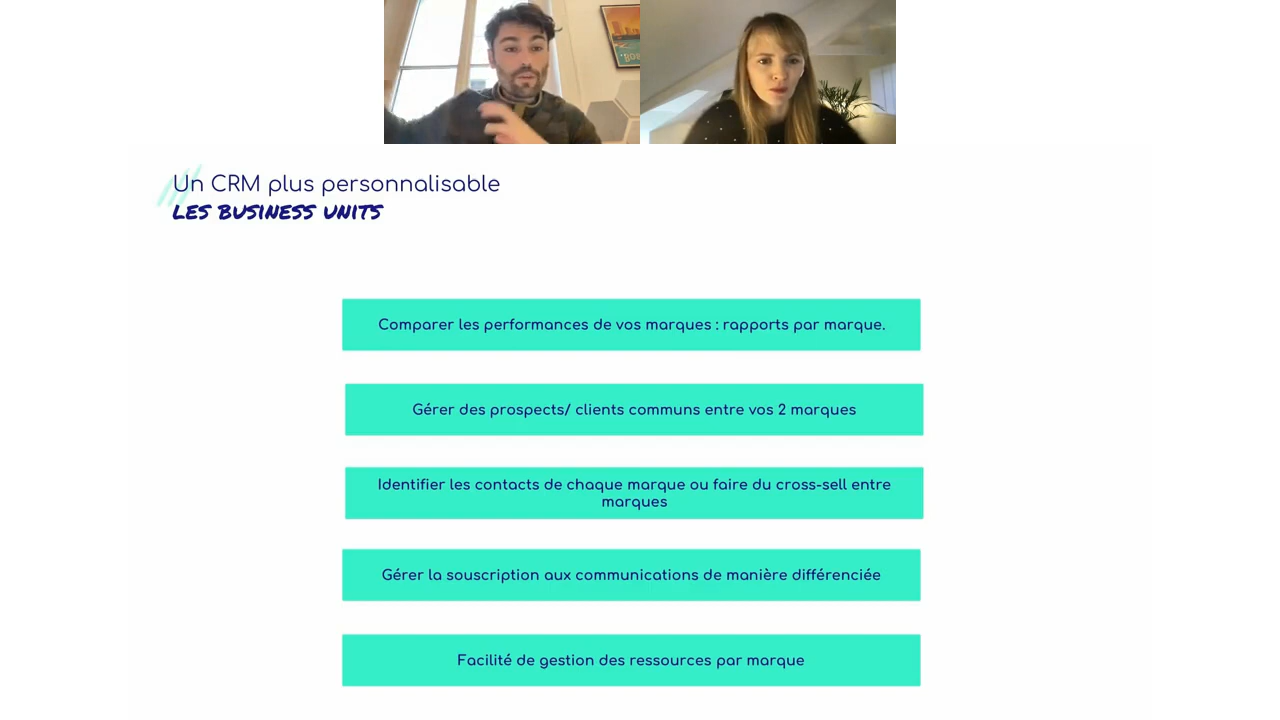 Un CRM plus personnalisable
LES BUSINESS UNITS
Comparer les performances de vos marques : rapports par marque.
Gérer des prospects/ clients communs entre vos 2 marques
Identifier les contacts de chaque marque ou faire du cross-sell entre
marques
Gérer la souscription aux communications de manière différenciée
Facilité de gestion des ressources par marque